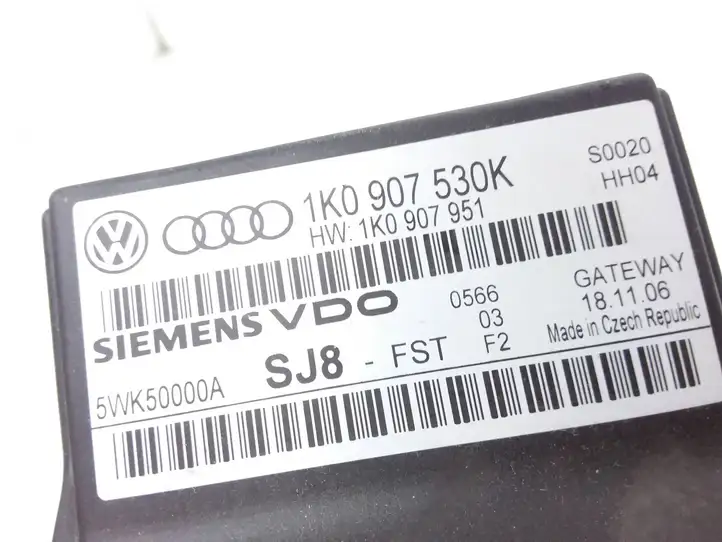 1K0 907 530K
S0020
HW: 1K0 907 951
HH04
SIEMENS VDO
0566
GATEWAY
03
18.11.06
5WK50000A
SJ8 - FST
F2
Made in Czech Republic